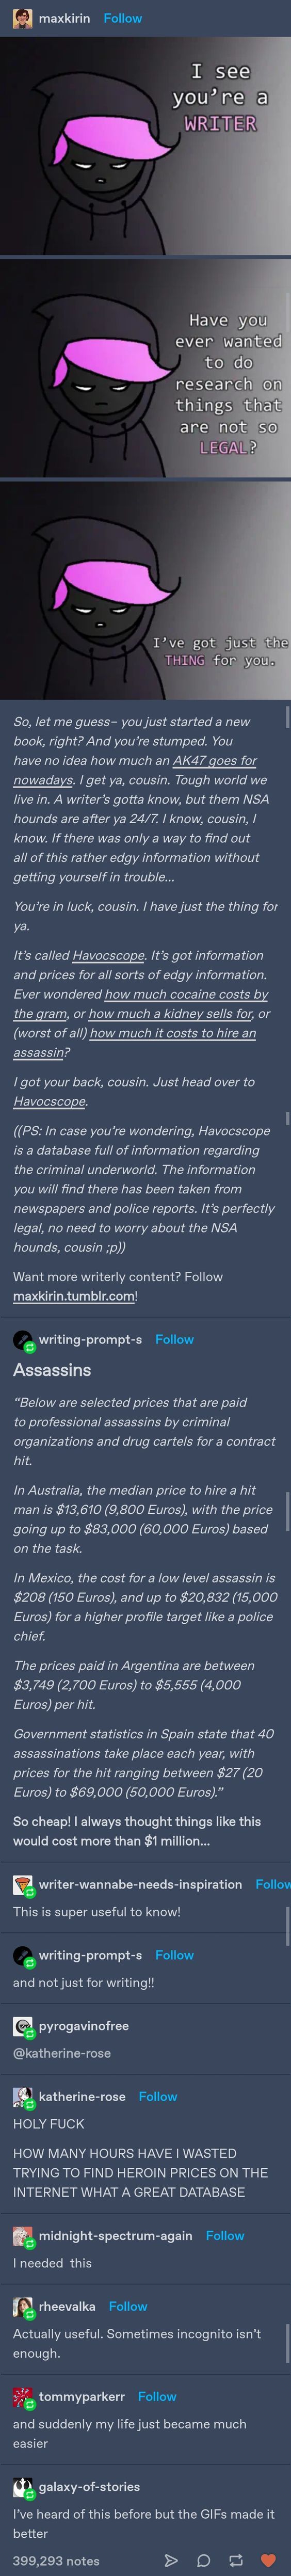 maxkirin Follow
I see
you're a
WRITER
Have you
ever wanted
to do
research on
things that
are not so
LEGAL?
I've got just the
THING for you.
So, let me guess– you just started a new
book, right? And you're stumped. You
have no idea how much an AK47 goes for
nowadays. I get ya, cousin. Tough world we
live in. A writer's gotta know, but them NSA
hounds are after ya 24/7. I know, cousin, I
know. If there was only a way to find out
all of this rather edgy information without
getting yourself in trouble...
You're in luck, cousin. I have just the thing for
ya.
It's called Havocscope. It's got information
and prices for all sorts of edgy information.
Ever wondered how much cocaine costs by
the gram, or how much a kidney sells for, or
(worst of all) how much it costs to hire an
assassin?
I got your back, cousin. Just head over to
Havocscope.
((PS: In case you're wondering, Havocscope
is a database full of information regarding
the criminal underworld. The information
you will find there has been taken from
newspapers and police reports. It's perfectly
legal, no need to worry about the NSA
hounds, cousin ;p))
Want more writerly content? Follow
maxkirin.tumblr.com!
writing-prompt-s Follow
Assassins
“Below are selected prices that are paid
to professional assassins by criminal
organizations and drug cartels for a contract
hit.
In Australia, the median price to hire a hit
man is $13,610 (9,800 Euros), with the price
going up to $83,000 (60,000 Euros) based
on the task.
In Mexico, the cost for a low level assassin is
$208 (150 Euros), and up to $20,832 (15,000
Euros) for a higher profile target like a police
chief.
The prices paid in Argentina are between
$3,749 (2,700 Euros) to $5,555 (4,000
Euros) per hit.
Government statistics in Spain state that 40
assassinations take place each year, with
prices for the hit ranging between $27 (20
Euros) to $69,000 (50,000 Euros).”
So cheap! I always thought things like this
would cost more than $1 million...
writer-wannabe-needs-inspiration Follow
This is super useful to know!
writing-prompt-s Follow
and not just for writing!!
pyrogavinofree
@katherine-rose
katherine-rose Follow
HOLY FUCK
HOW MANY HOURS HAVE I WASTED
TRYING TO FIND HEROIN PRICES ON THE
INTERNET WHAT A GREAT DATABASE
midnight-spectrum-again Follow
I needed this
rheevalka Follow
Actually useful. Sometimes incognito isn't
enough.
tommyparkerr Follow
and suddenly my life just became much
easier
galaxy-of-stories
I've heard of this before but the GIFs made it
better
399,293 notes